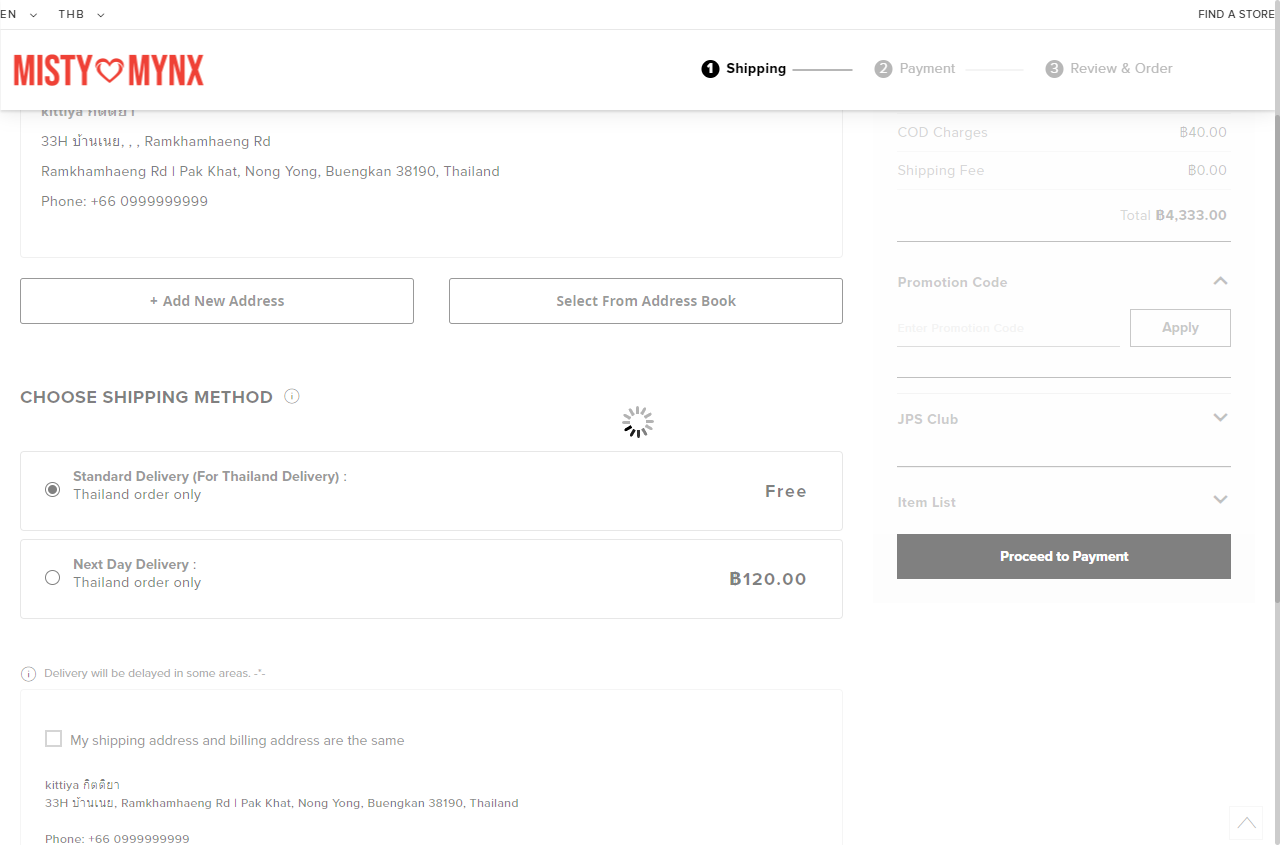 EN THB FIND A STORE
MISTY MYNX
1 Shipping 2 Payment 3 Review & Order
kittiya กิตติยา
33H บ้านเนย, , , Ramkhamhaeng Rd
Ramkhamhaeng Rd | Pak Khat, Nong Yong, Buengkan 38190, Thailand
Phone: +66 0999999999
+ Add New Address
Select From Address Book
CHOOSE SHIPPING METHOD
Standard Delivery (For Thailand Delivery) :
Thailand order only
Free
Next Day Delivery :
Thailand order only
฿120.00
Delivery will be delayed in some areas. -*-
My shipping address and billing address are the same
kittiya กิตติยา
33H บ้านเนย, Ramkhamhaeng Rd | Pak Khat, Nong Yong, Buengkan 38190, Thailand
Phone: +66 0999999999
COD Charges ฿40.00
Shipping Fee ฿0.00
Total ฿4,333.00
Promotion Code
Enter Promotion Code
Apply
JPS Club
Item List
Proceed to Payment